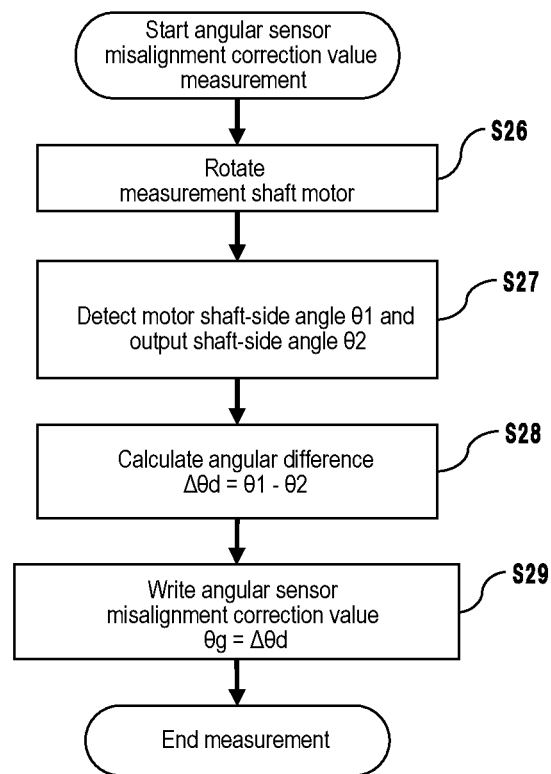 Start angular sensor
misalignment correction value
measurement
S26
Rotate
measurement shaft motor
S27
Detect motor shaft-side angle θ1 and
output shaft-side angle θ2
S28
Calculate angular difference
Δθd = θ1 - θ2
S29
Write angular sensor
misalignment correction value
θg = Δθd
End measurement